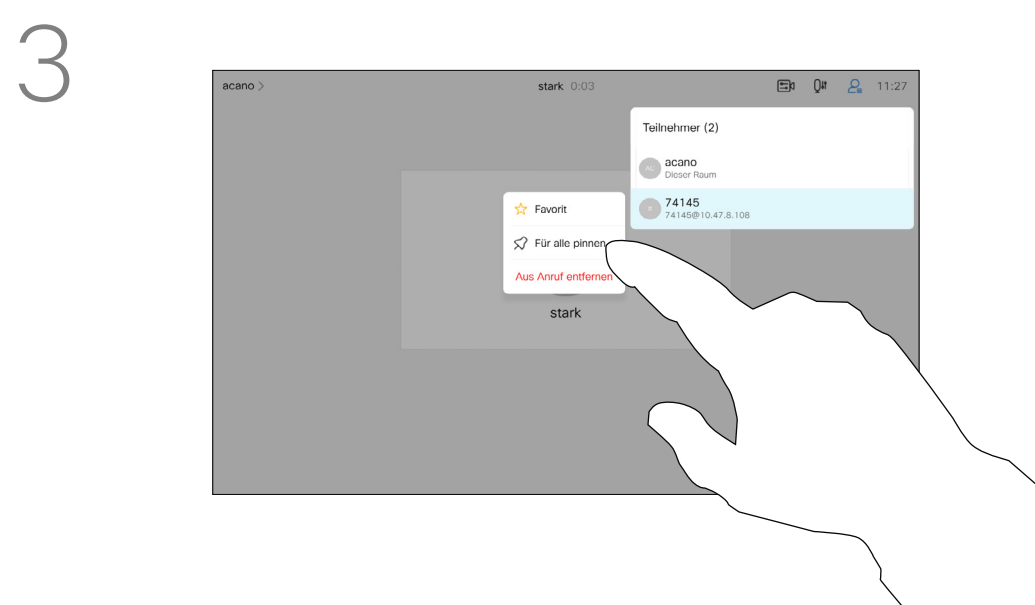 3
acano >
stark 0:03
11:27
Teilnehmer (2)
AC
acano
Dieser Raum
74145
74145@10.47.8.108
Favorit
Für alle pinnen
Aus Anruf entfernen
stark